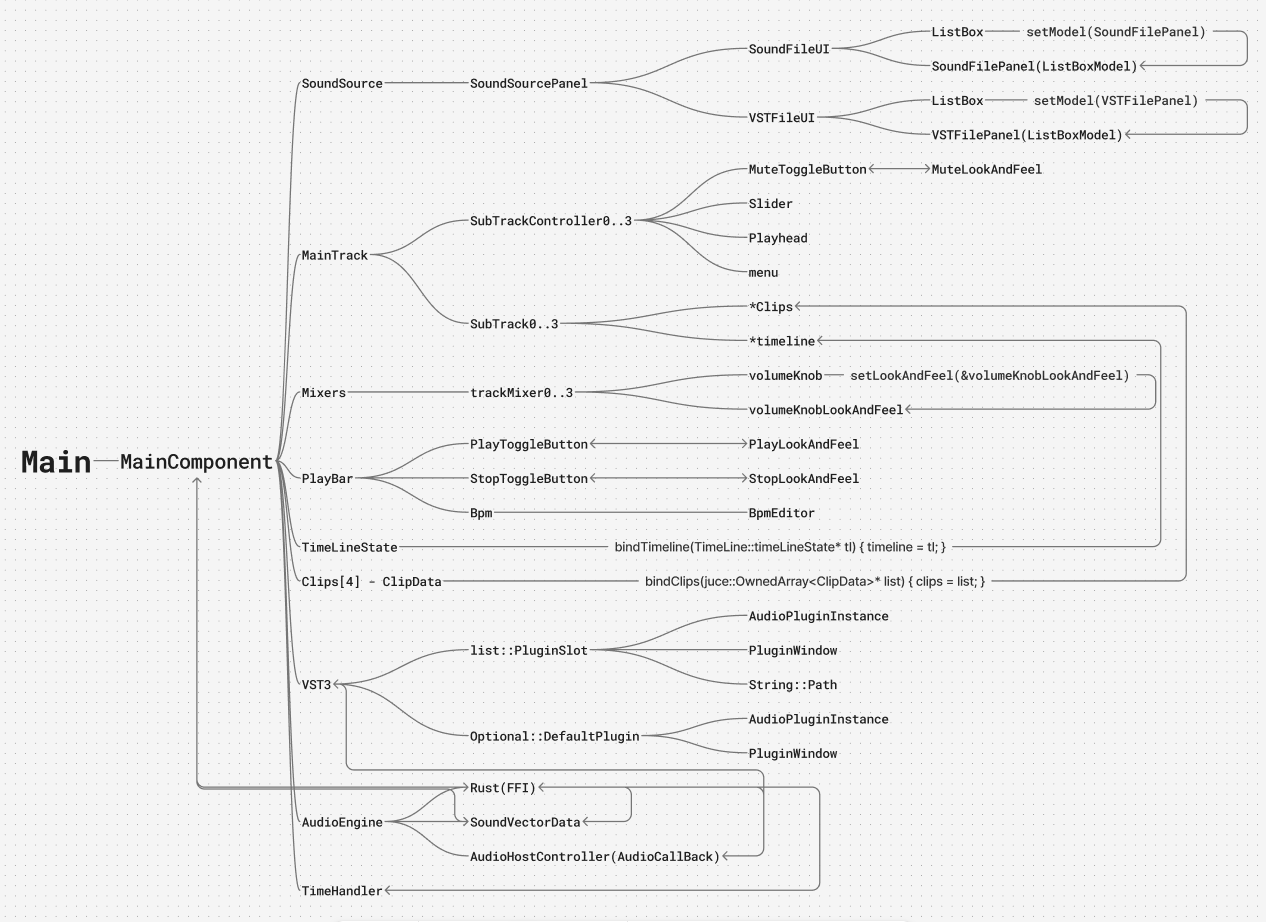 ListBox setModel(SoundFilePanel)
SoundFileUI
SoundFilePanel(ListBoxModel)
SoundSource SoundSourcePanel
ListBox setModel(VSTFilePanel)
VSTFileUI
VSTFilePanel(ListBoxModel)
MuteToggleButton MuteLookAndFeel
Slider
SubTrackController0..3
Playhead
MainTrack
menu
*Clips
SubTrack0..3
*timeline
volumeKnob setLookAndFeel(&volumeKnobLookAndFeel)
Mixers trackMixer0..3
volumeKnobLookAndFeel
PlayToggleButton PlayLookAndFeel
Main MainComponent
PlayBar StopToggleButton StopLookAndFeel
Bpm BpmEditor
TimeLineState bindTimeline(TimeLine::timeLineState* tl) { timeline = tl; }
Clips[4] - ClipData bindClips(juce::OwnedArray<ClipData>* list) { clips = list; }
AudioPluginInstance
list::PluginSlot PluginWindow
VST3 String::Path
AudioPluginInstance
Optional::DefaultPlugin
PluginWindow
Rust(FFI)
AudioEngine SoundVectorData
AudioHostController(AudioCallBack)
TimeHandler